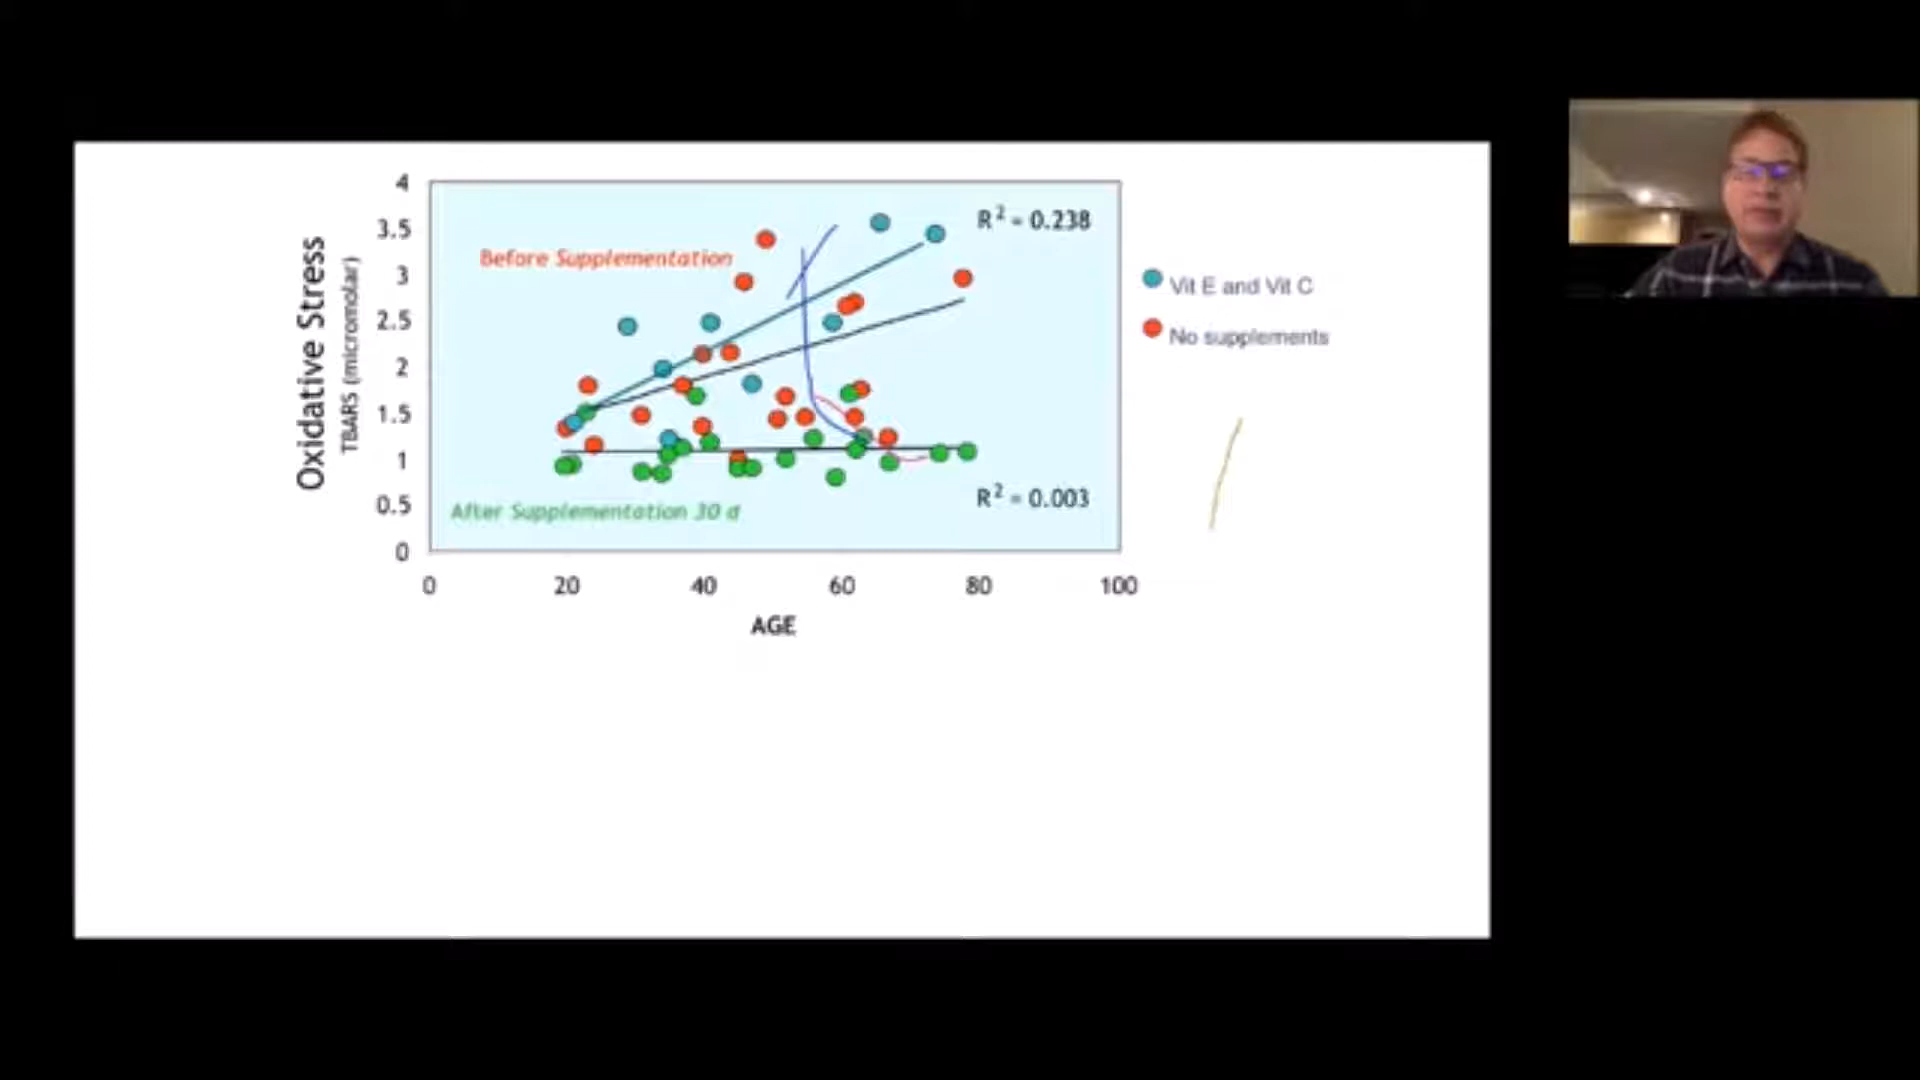 Oxidative Stress
TBARS (micromolar)
4
3.5
3
2.5
2
1.5
1
0.5
0
Before Supplementation
R² = 0.238
After Supplementation 30 d
R² = 0.003
Vit E and Vit C
No supplements
0 20 40 60 80 100
AGE